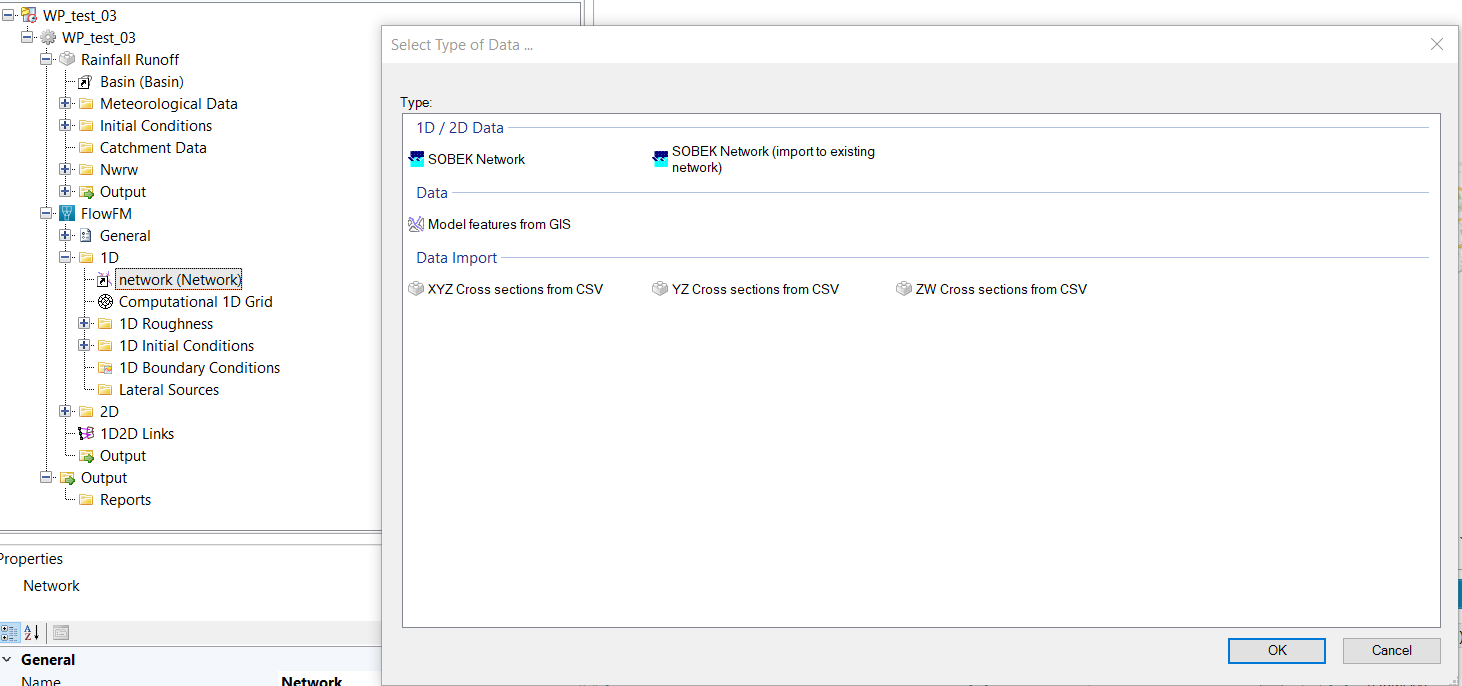 WP_test_03
WP_test_03
Rainfall Runoff
Basin (Basin)
Meteorological Data
Initial Conditions
Catchment Data
Nwrw
Output
FlowFM
General
1D
network (Network)
Computational 1D Grid
1D Roughness
1D Initial Conditions
1D Boundary Conditions
Lateral Sources
2D
1D2D Links
Output
Output
Reports
Properties
Network
General
Name
Network
Select Type of Data ...
Type:
1D / 2D Data
SOBEK Network
SOBEK Network (import to existing
network)
Data
Model features from GIS
Data Import
XYZ Cross sections from CSV
YZ Cross sections from CSV
ZW Cross sections from CSV
OK
Cancel